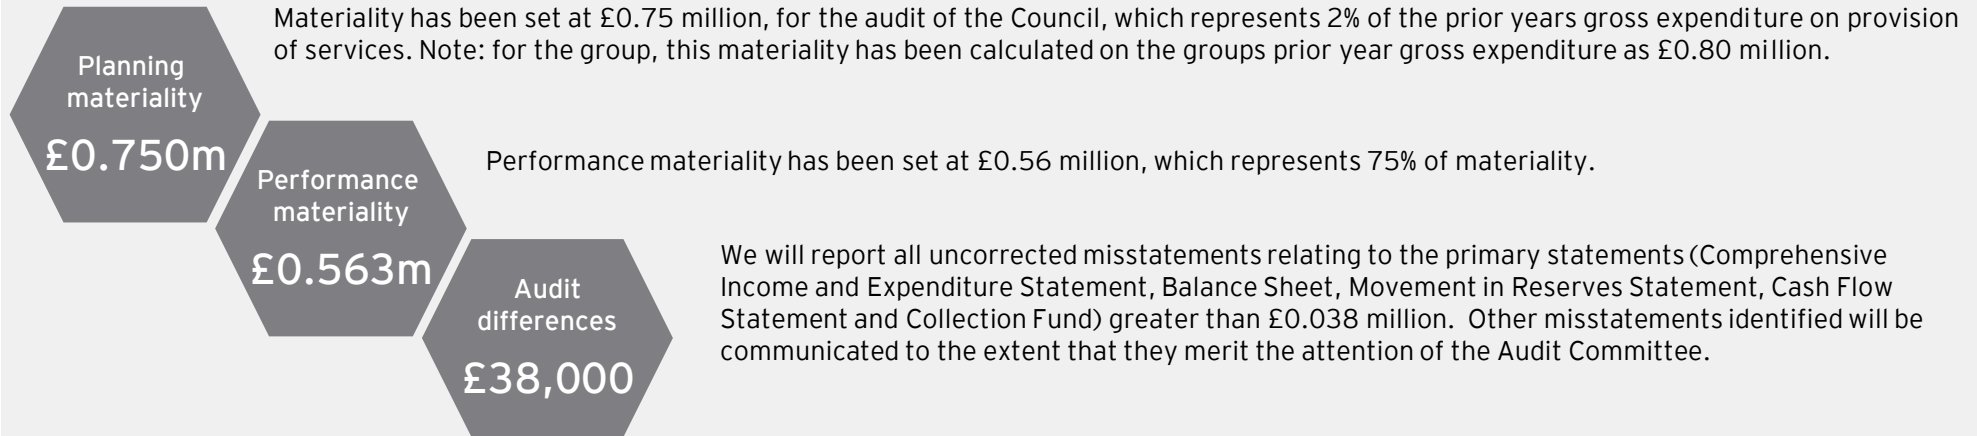 Materiality has been set at £0.75 million, for the audit of the Council, which represents 2% of the prior years gross expenditure on provision
of services. Note: for the group, this materiality has been calculated on the groups prior year gross expenditure as £0.80 million.
Planning
materiality
£0.750m
Performance materiality has been set at £0.56 million, which represents 75% of materiality.
Performance
materiality
£0.563m
We will report all uncorrected misstatements relating to the primary statements (Comprehensive
Income and Expenditure Statement, Balance Sheet, Movement in Reserves Statement, Cash Flow
Statement and Collection Fund) greater than £0.038 million.  Other misstatements identified will be
communicated to the extent that they merit the attention of the Audit Committee.
Audit
differences
£38,000